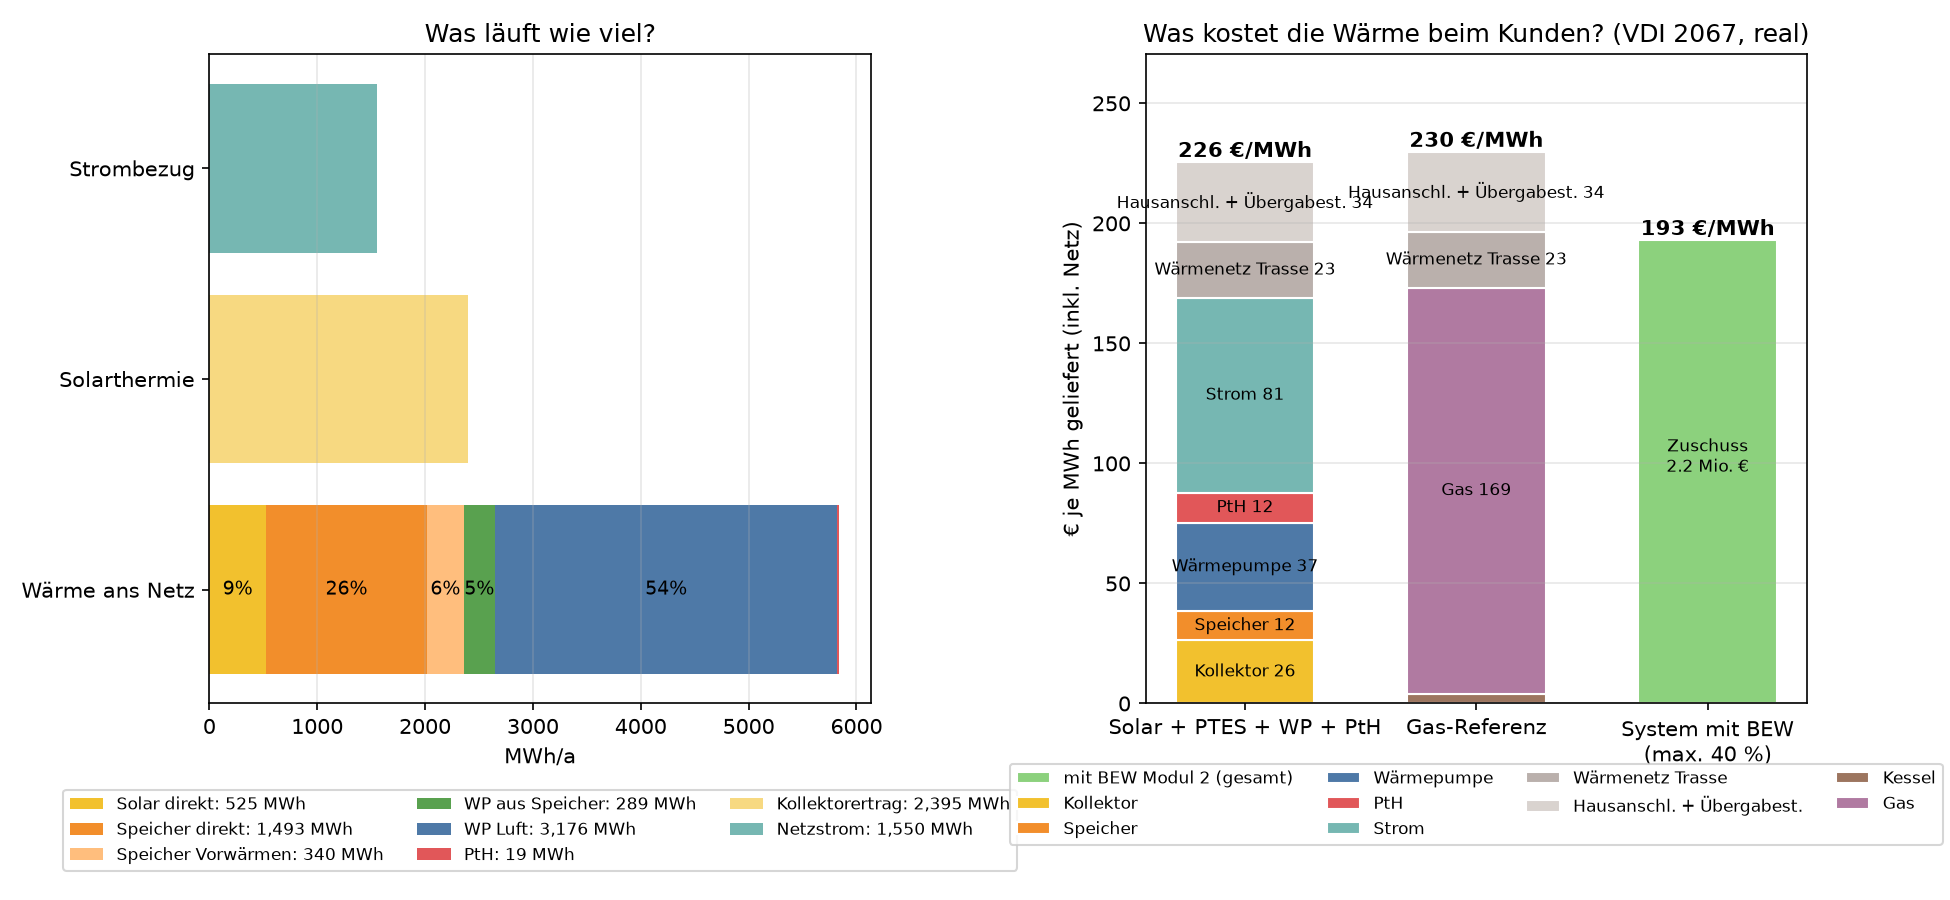 Was läuft wie viel?
Strombezug
Solarthermie
Wärme ans Netz
9%
26%
6%
5%
54%
0
1000
2000
3000
4000
5000
6000
MWh/a
Solar direkt: 525 MWh
Speicher direkt: 1,493 MWh
Speicher Vorwärmen: 340 MWh
WP aus Speicher: 289 MWh
WP Luft: 3,176 MWh
PtH: 19 MWh
Kollektorertrag: 2,395 MWh
Netzstrom: 1,550 MWh
Was kostet die Wärme beim Kunden? (VDI 2067, real)
€ je MWh geliefert (inkl. Netz)
250
200
150
100
50
0
226 €/MWh
Hausanschl. + Übergabest. 34
Wärmenetz Trasse 23
Strom 81
PtH 12
Wärmepumpe 37
Speicher 12
Kollektor 26
230 €/MWh
Hausanschl. + Übergabest. 34
Wärmenetz Trasse 23
Gas 169
193 €/MWh
Zuschuss
2.2 Mio. €
Solar + PTES + WP + PtH
Gas-Referenz
System mit BEW
(max. 40 %)
mit BEW Modul 2 (gesamt)
Kollektor
Speicher
Wärmepumpe
PtH
Strom
Wärmenetz Trasse
Hausanschl. + Übergabest.
Kessel
Gas